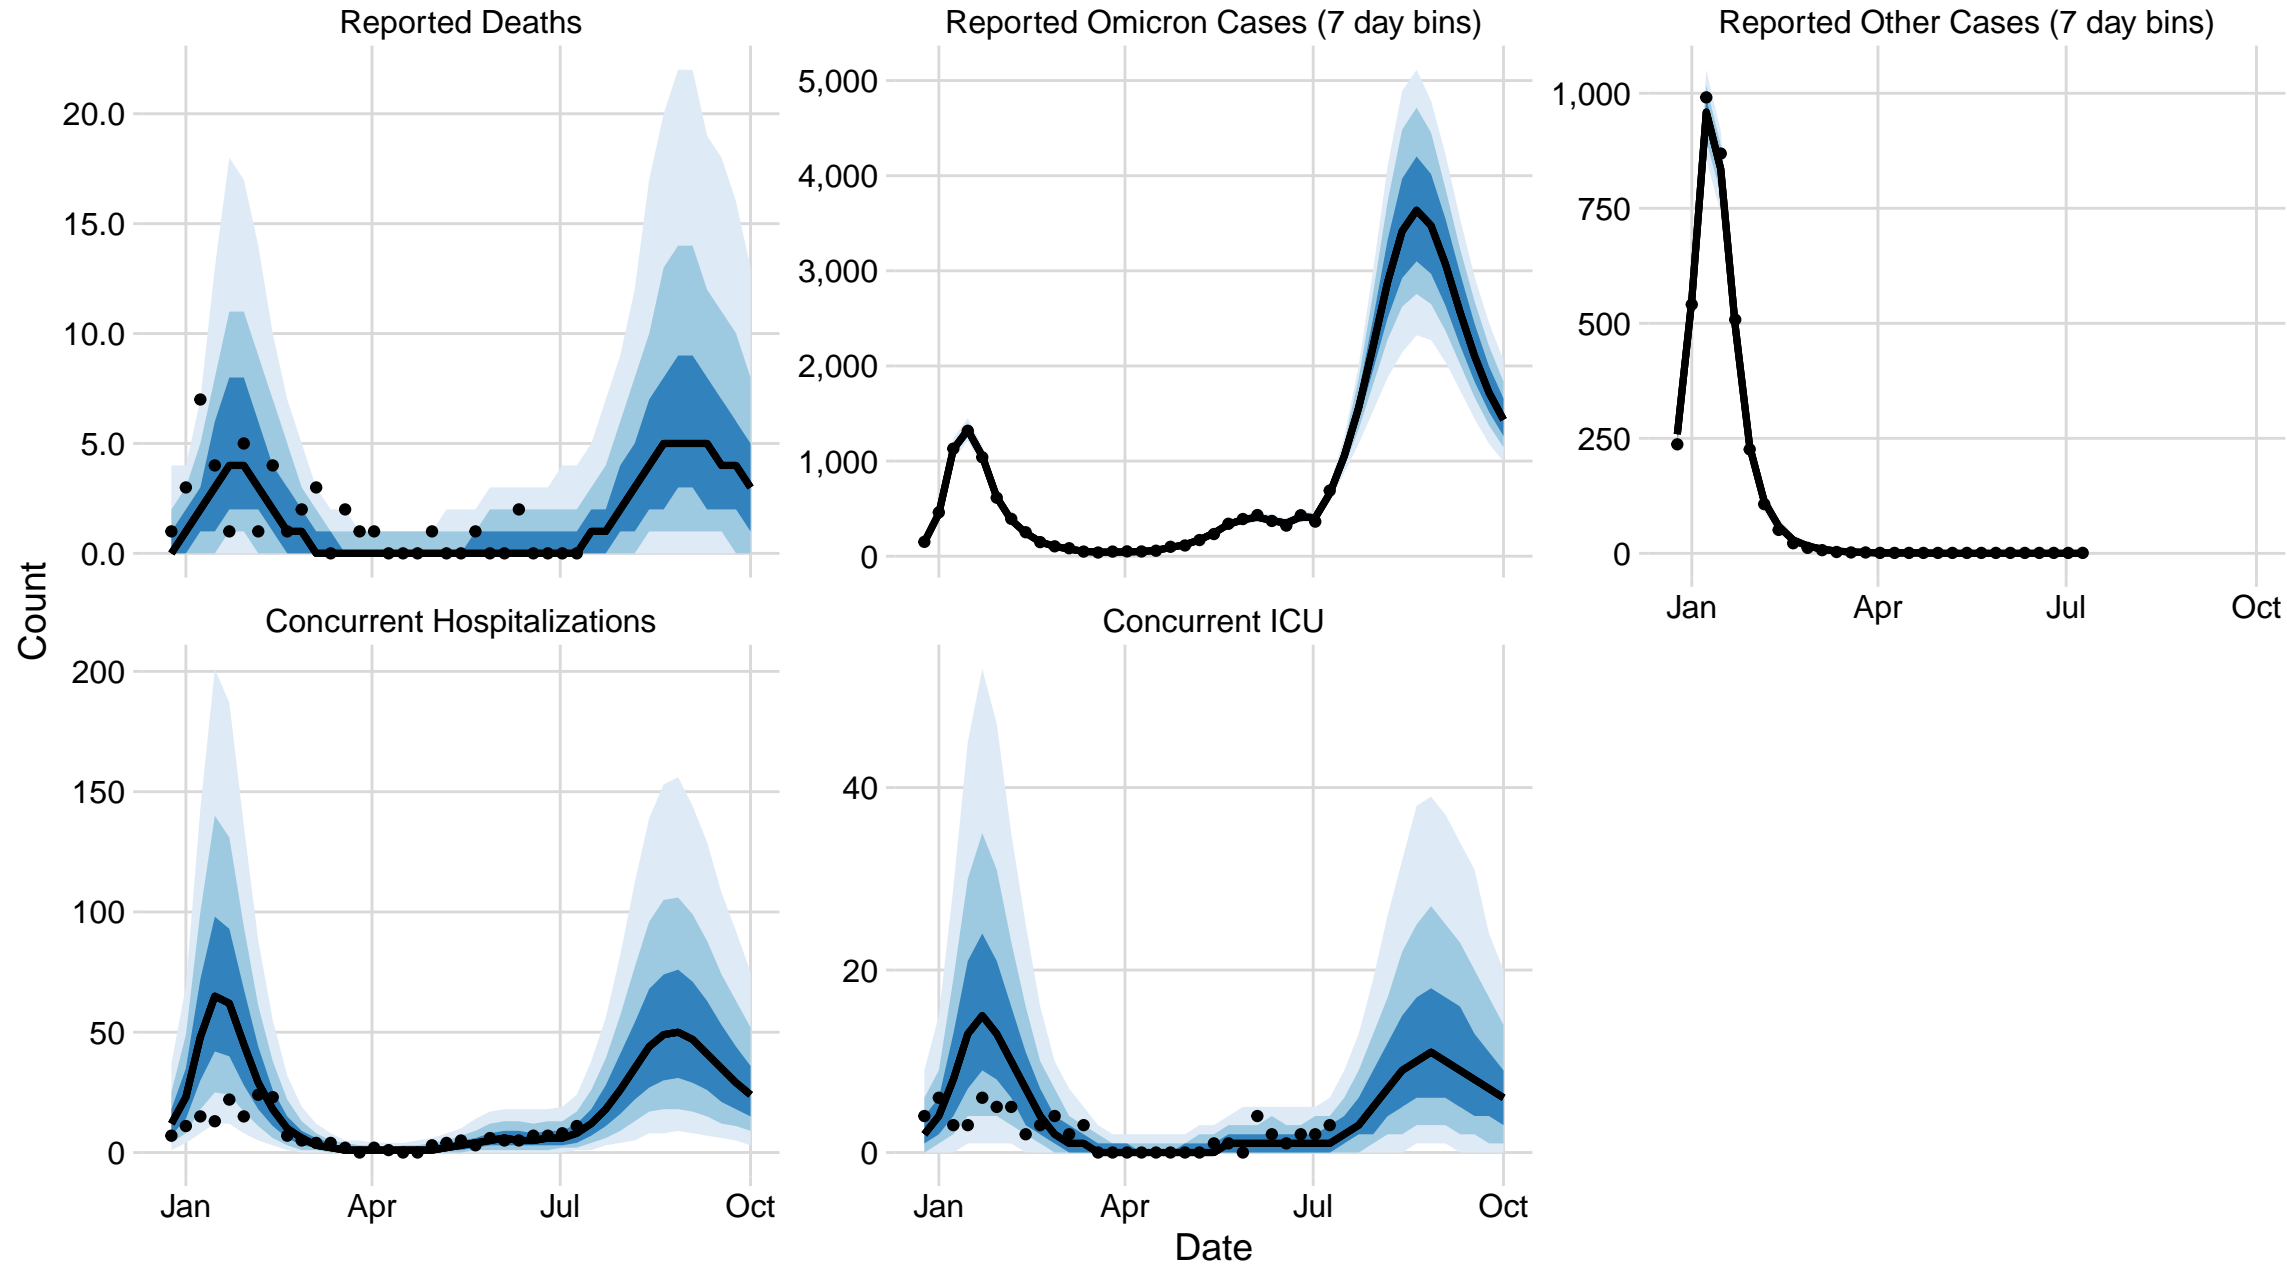 Reported Deaths
Reported Omicron Cases (7 day bins)
Reported Other Cases (7 day bins)
20.0
15.0
10.0
5.0
0.0
5,000
4,000
3,000
2,000
1,000
0
1,000
750
500
250
0
Jan Apr Jul Oct
Count
Concurrent Hospitalizations
Concurrent ICU
200
150
100
50
0
40
20
0
Jan Apr Jul Oct
Jan Apr Jul Oct
Date